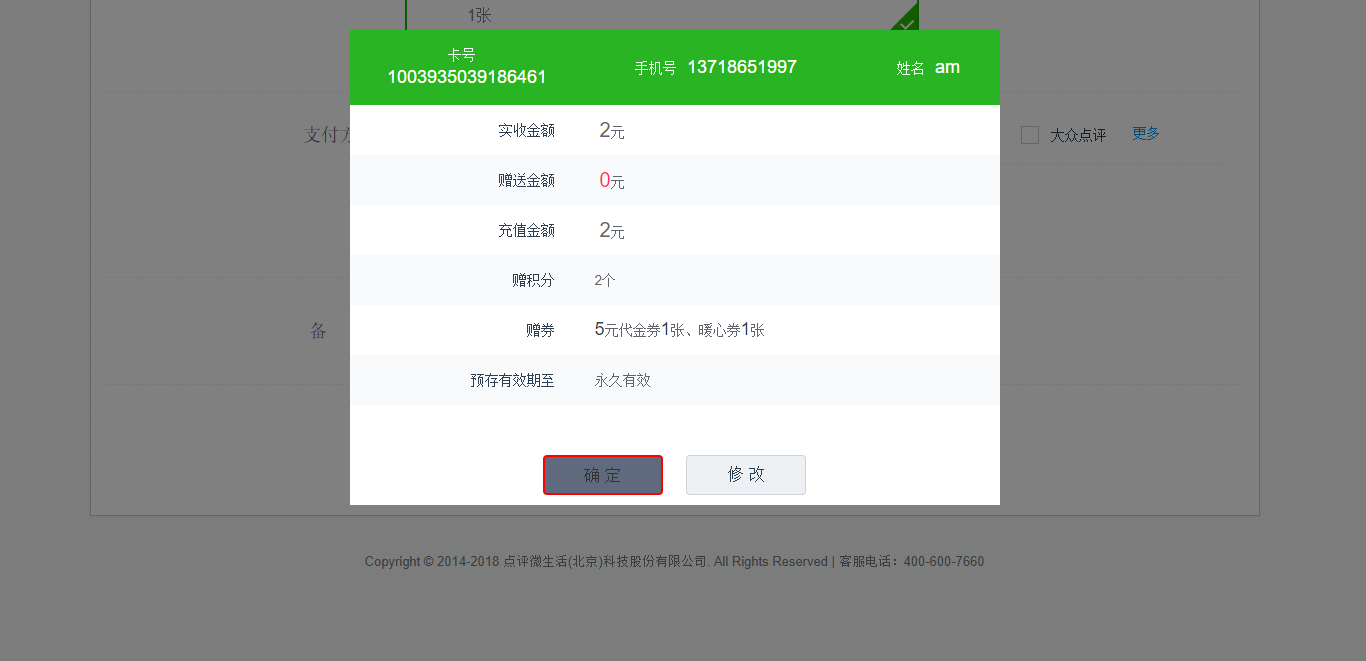 1张
卡号
1003935039186461
手机号 13718651997
姓名 am
实收金额 2元
支付方
大众点评 更多
赠送金额 0元
充值金额 2元
赠积分 2个
备
赠券 5元代金券1张、暖心券1张
预存有效期至 永久有效
确 定 修 改
Copyright © 2014-2018 点评微生活(北京)科技股份有限公司. All Rights Reserved | 客服电话：400-600-7660